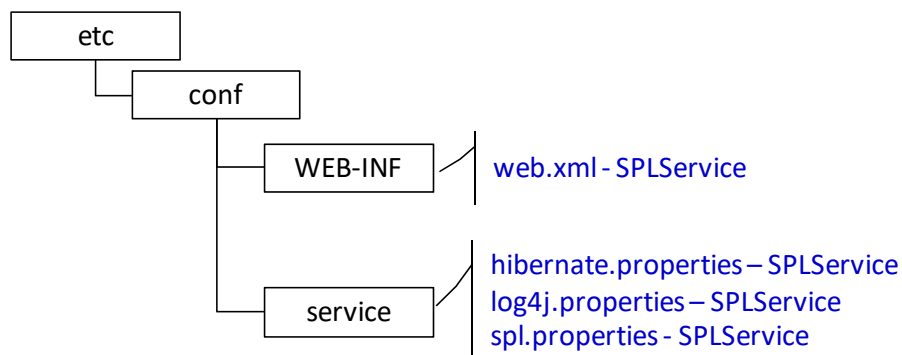 etc
conf
WEB-INF
web.xml - SPLService
hibernate.properties – SPLService
log4j.properties – SPLService
service
spl.properties - SPLService